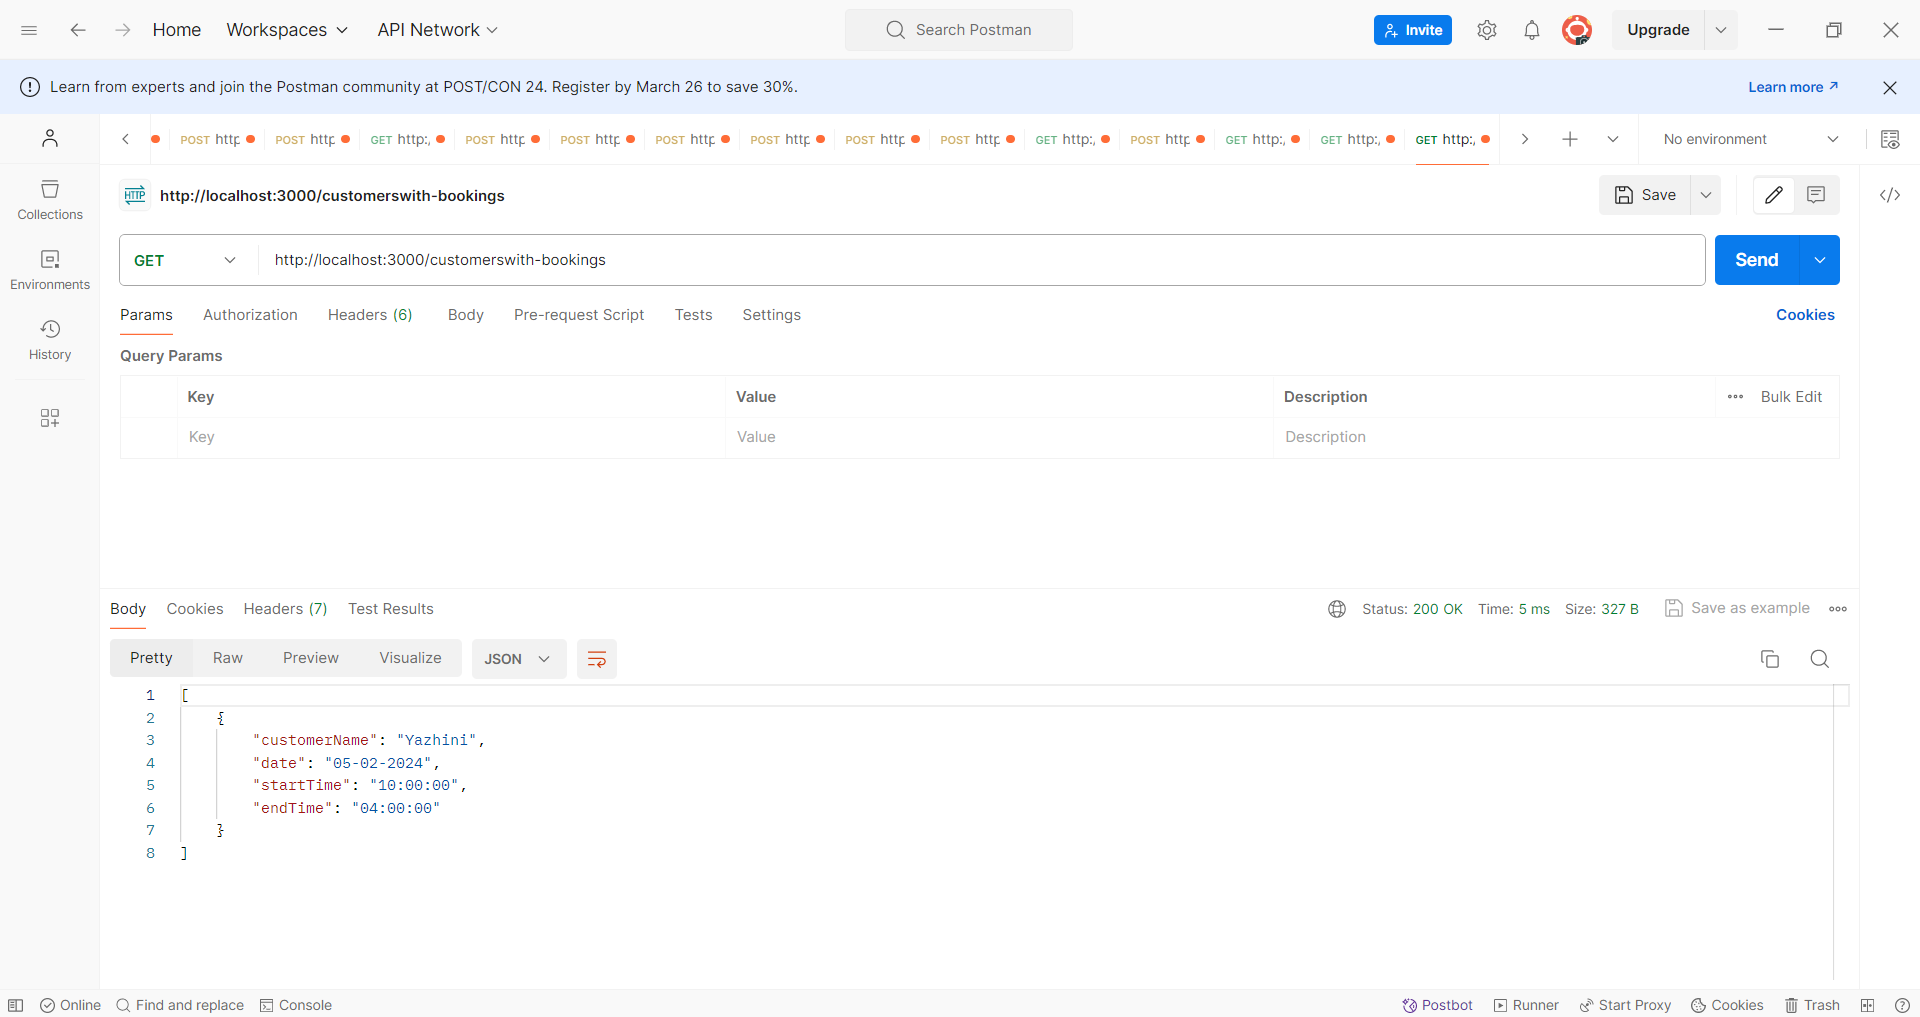 Home Workspaces API Network Search Postman Invite Upgrade
Learn from experts and join the Postman community at POST/CON 24. Register by March 26 to save 30%. Learn more
POST http POST http GET http:/ POST http POST http POST http POST http POST http POST http GET http:/ POST http GET http:/ GET http:/ GET http:/ No environment
HTTP http://localhost:3000/customerswith-bookings Save
Collections
GET http://localhost:3000/customerswith-bookings Send
Environments
Params Authorization Headers (6) Body Pre-request Script Tests Settings Cookies
History
Query Params
Key Value Description Bulk Edit
Key Value Description
Body Cookies Headers (7) Test Results Status: 200 OK Time: 5 ms Size: 327 B Save as example
Pretty Raw Preview Visualize JSON
1 [
2 {
3 "customerName": "Yazhini",
4 "date": "05-02-2024",
5 "startTime": "10:00:00",
6 "endTime": "04:00:00"
7 }
8 ]
Online Find and replace Console Postbot Runner Start Proxy Cookies Trash